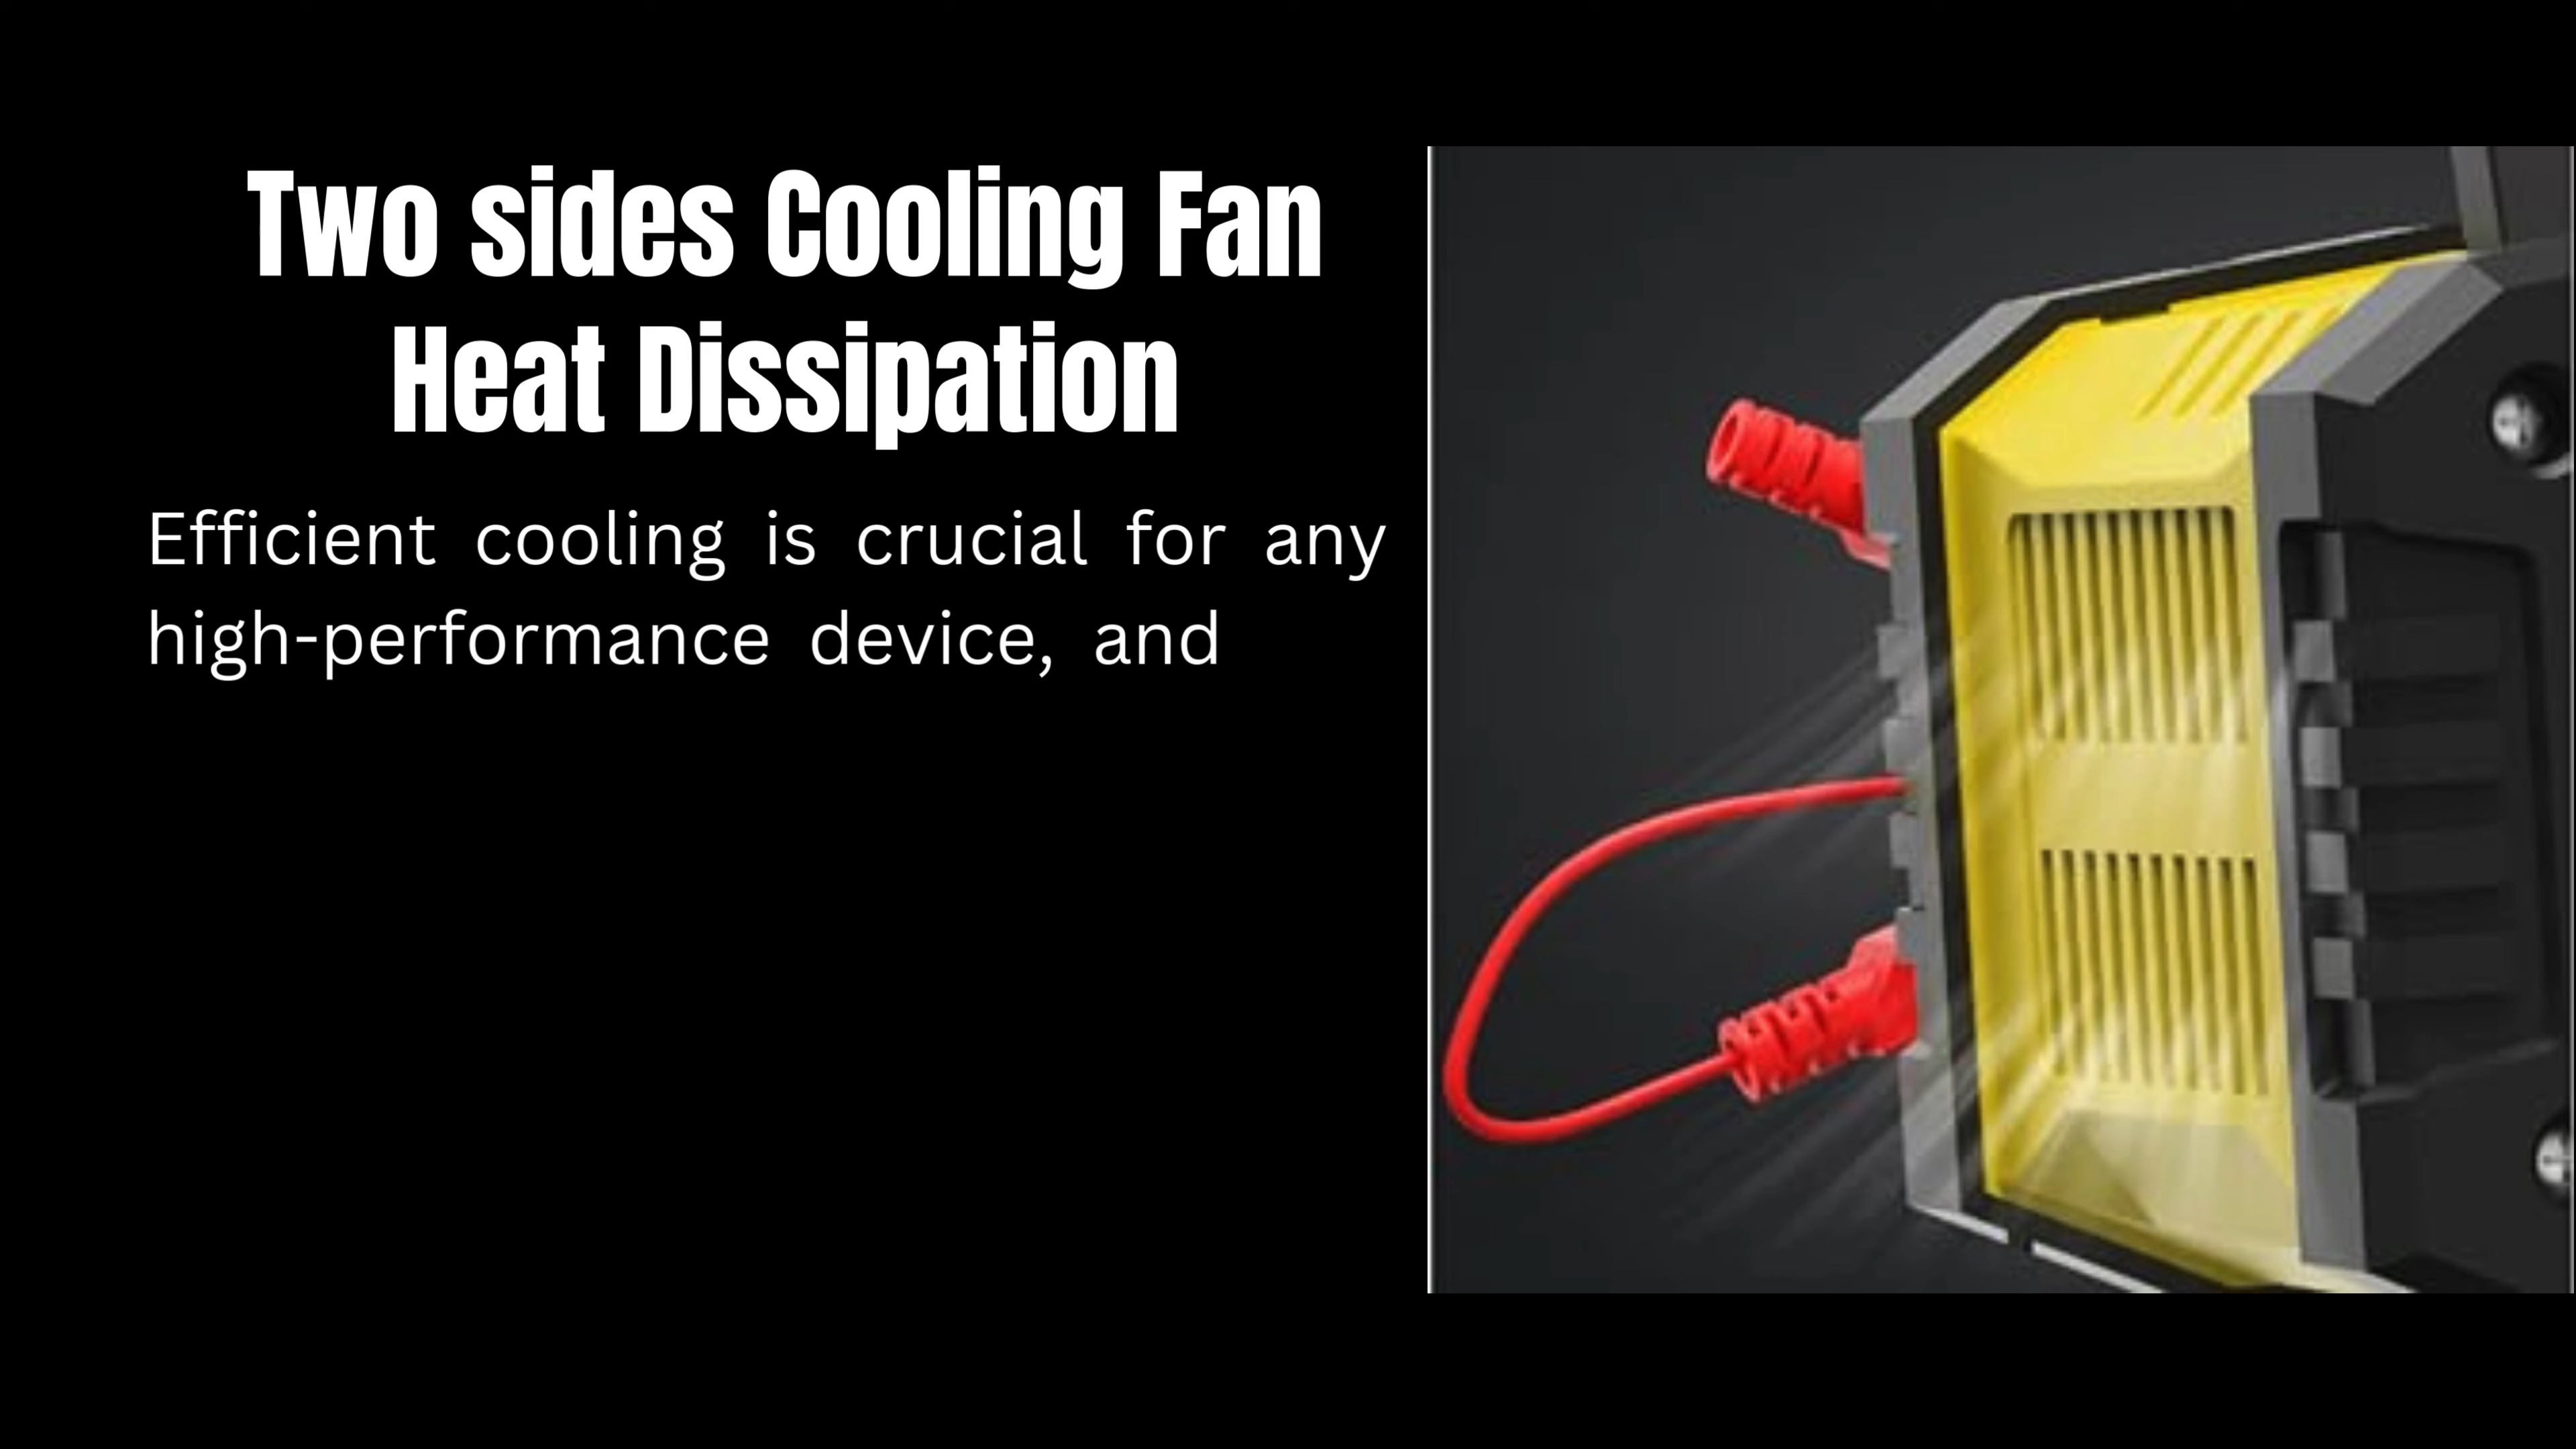 Two sides Cooling Fan
Heat Dissipation
Efficient cooling is crucial for any
high-performance device, and